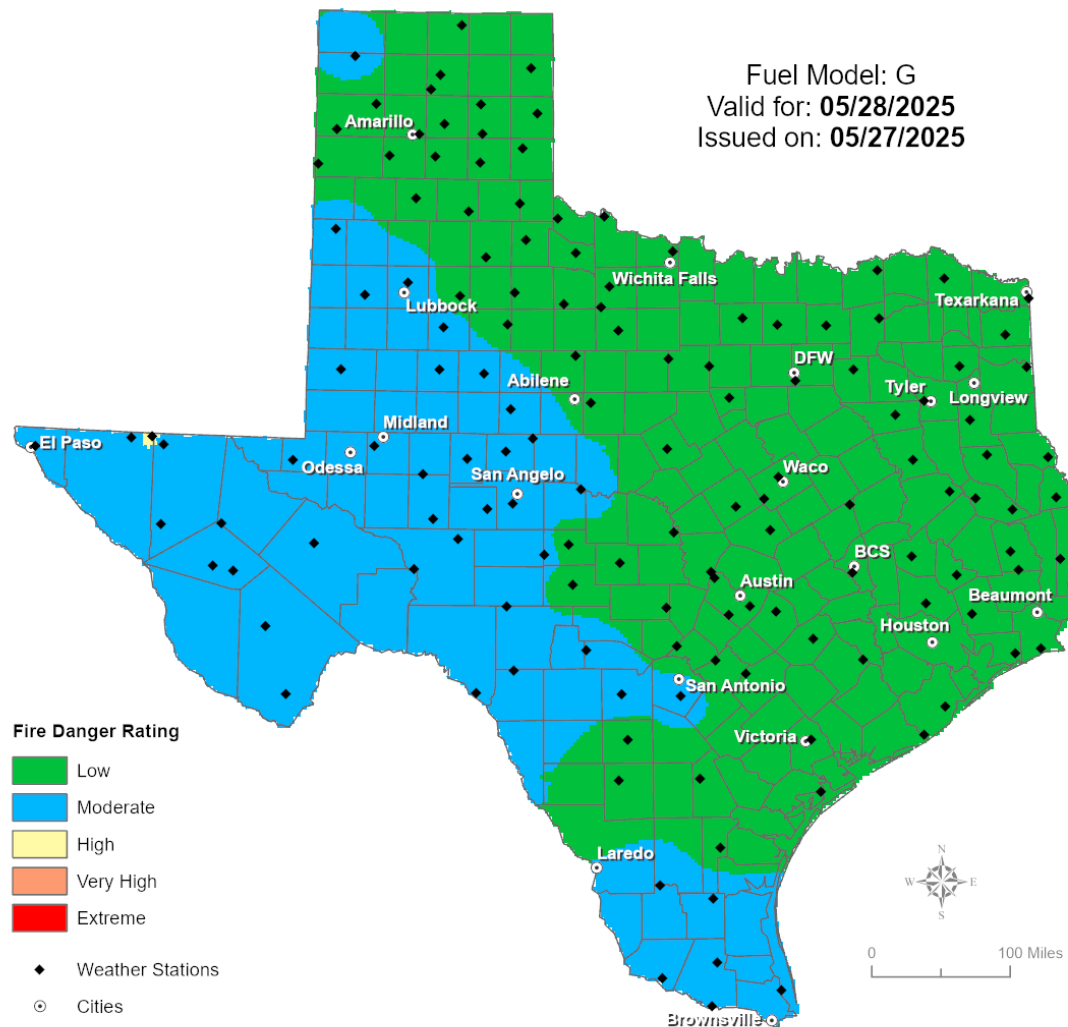 Fuel Model: G
Valid for: 05/28/2025
Issued on: 05/27/2025
Amarillo
Wichita Falls
Lubbock
Texarkana
DFW
Abilene
Tyler
Longview
Midland
El Paso
Odessa
San Angelo
Waco
BCS
Austin
Beaumont
Houston
San Antonio
Victoria
Laredo
Brownsville
Fire Danger Rating
Low
Moderate
High
Very High
Extreme
Weather Stations
Cities
N
W E
S
0 100 Miles